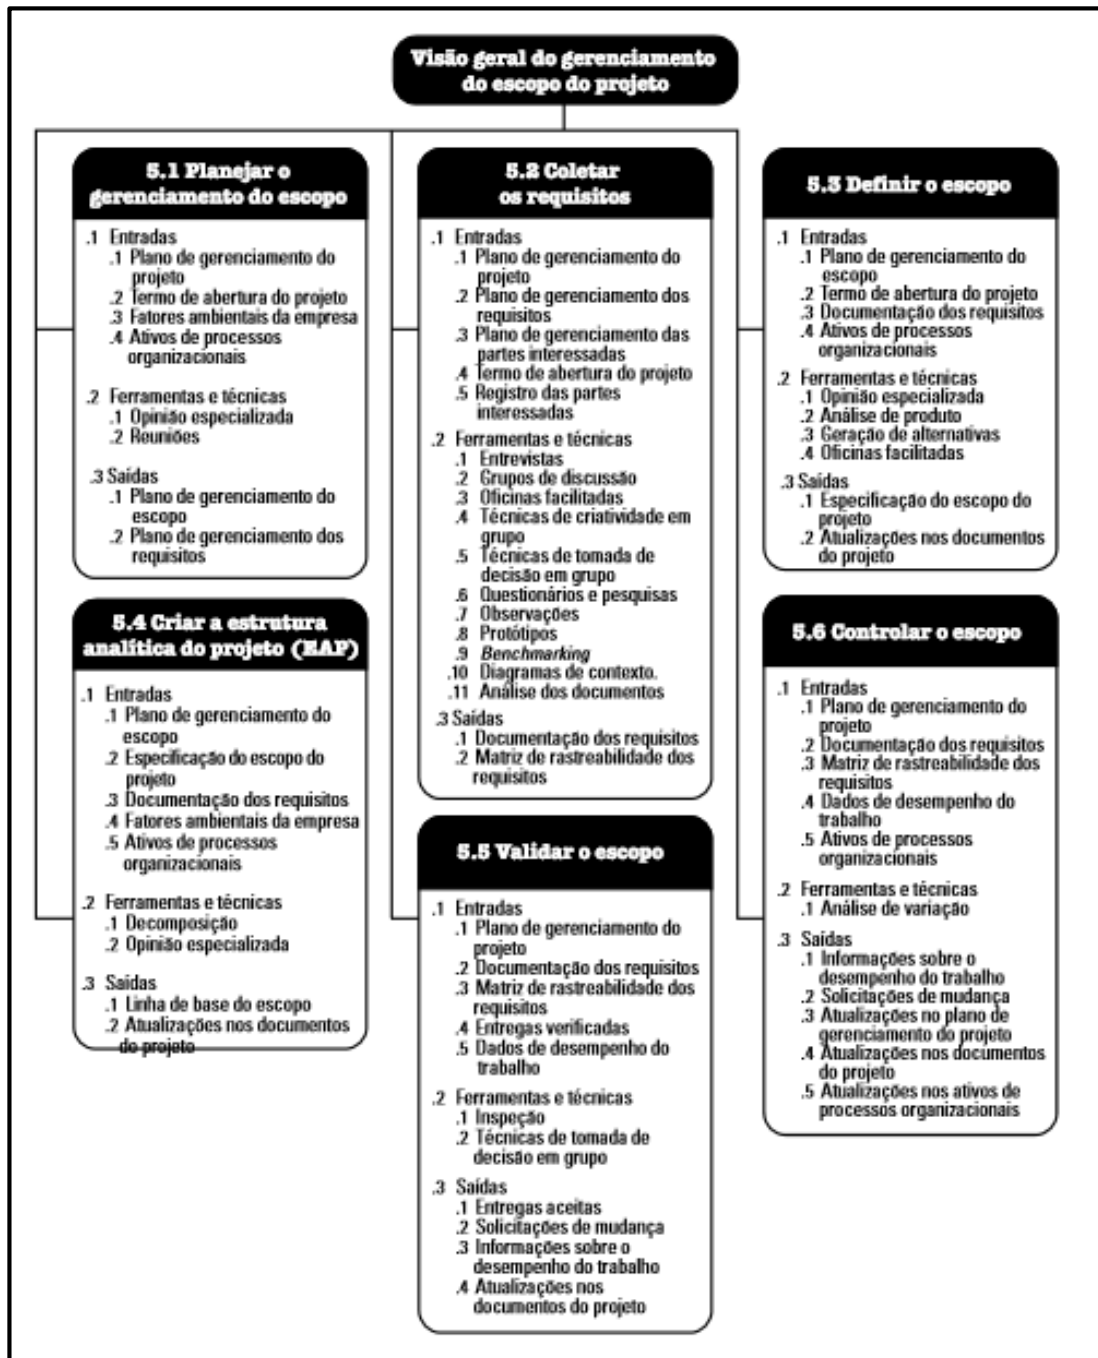 Visão geral do gerenciamento
do escopo do projeto
5.1 Planejar o
gerenciamento do escopo
.1 Entradas
.1 Plano de gerenciamento do
projeto
.2 Termo de abertura do projeto
.3 Fatores ambientais da empresa
.4 Ativos de processos
organizacionais
.2 Ferramentas e técnicas
.1 Opinião especializada
.2 Reuniões
.3 Saídas
.1 Plano de gerenciamento do
escopo
.2 Plano de gerenciamento dos
requisitos
5.2 Coletar
os requisitos
.1 Entradas
.1 Plano de gerenciamento do
projeto
.2 Plano de gerenciamento dos
requisitos
.3 Plano de gerenciamento das
partes interessadas
.4 Termo de abertura do projeto
.5 Registro das partes
interessadas
.2 Ferramentas e técnicas
.1 Entrevistas
.2 Grupos de discussão
.3 Oficinas facilitadas
.4 Técnicas de criatividade em
grupo
.5 Técnicas de tomada de
decisão em grupo
.6 Questionários e pesquisas
.7 Observações
.8 Protótipos
.9 Benchmarking
.10 Diagramas de contexto.
.11 Análise dos documentos
.3 Saídas
.1 Documentação dos requisitos
.2 Matriz de rastreabilidade dos
requisitos
5.3 Definir o escopo
.1 Entradas
.1 Plano de gerenciamento do
escopo
.2 Termo de abertura do projeto
.3 Documentação dos requisitos
.4 Ativos de processos
organizacionais
.2 Ferramentas e técnicas
.1 Opinião especializada
.2 Análise de produto
.3 Geração de alternativas
.4 Oficinas facilitadas
.3 Saídas
.1 Especificação do escopo do
projeto
.2 Atualizações nos documentos
do projeto
5.4 Criar a estrutura
analítica do projeto (EAP)
.1 Entradas
.1 Plano de gerenciamento do
escopo
.2 Especificação do escopo do
projeto
.3 Documentação dos requisitos
.4 Fatores ambientais da empresa
.5 Ativos de processos
organizacionais
.2 Ferramentas e técnicas
.1 Decomposição
.2 Opinião especializada
.3 Saídas
.1 Linha de base do escopo
.2 Atualizações nos documentos
do projeto
5.5 Validar o escopo
.1 Entradas
.1 Plano de gerenciamento do
projeto
.2 Documentação dos requisitos
.3 Matriz de rastreabilidade dos
requisitos
.4 Entregas verificadas
.5 Dados de desempenho do
trabalho
.2 Ferramentas e técnicas
.1 Inspeção
.2 Técnicas de tomada de
decisão em grupo
.3 Saídas
.1 Entregas aceitas
.2 Solicitações de mudança
.3 Informações sobre o
desempenho do trabalho
.4 Atualizações nos
documentos do projeto
5.6 Controlar o escopo
.1 Entradas
.1 Plano de gerenciamento do
projeto
.2 Documentação dos requisitos
.3 Matriz de rastreabilidade dos
requisitos
.4 Dados de desempenho do
trabalho
.5 Ativos de processos
organizacionais
.2 Ferramentas e técnicas
.1 Análise de variação
.3 Saídas
.1 Informações sobre o
desempenho do trabalho
.2 Solicitações de mudança
.3 Atualizações no plano de
gerenciamento do projeto
.4 Atualizações nos documentos
do projeto
.5 Atualizações nos ativos de
processos organizacionais